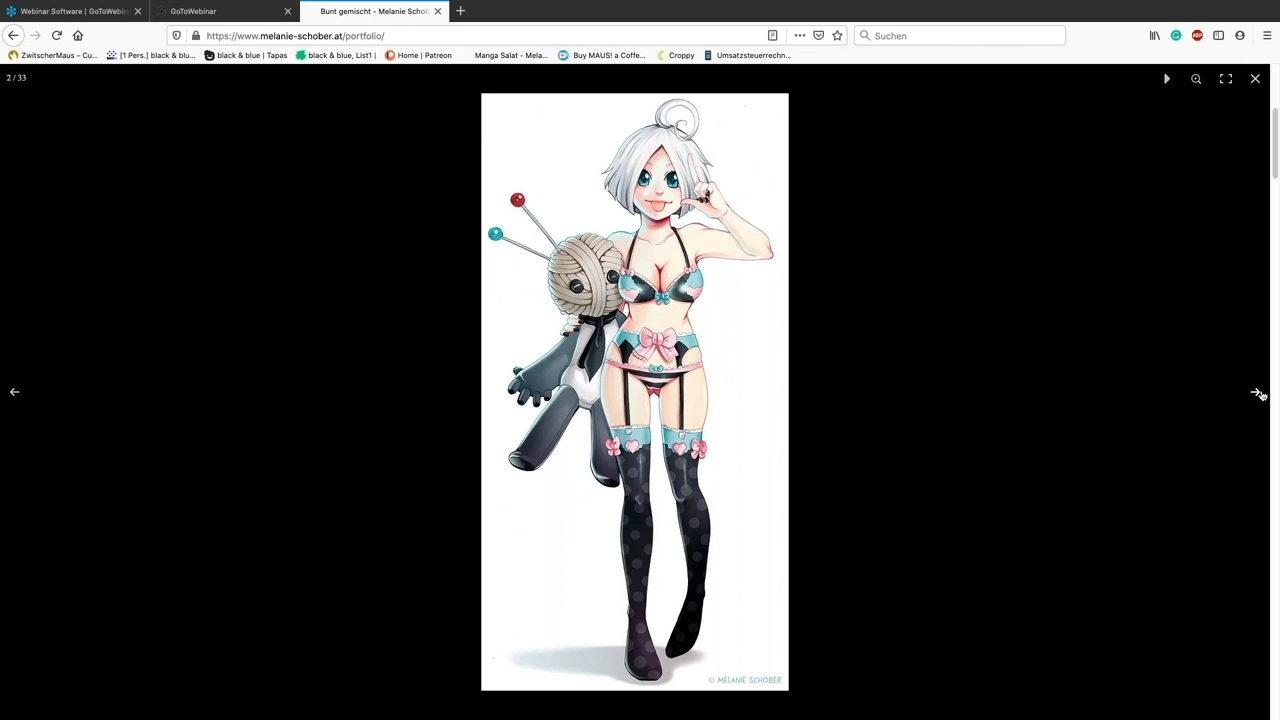 Webinar Software | GoToWebin
GoToWebinar
Bunt gemischt – Melanie Schob
https://www.melanie-schober.at/portfolio/
Suchen
ZwitscherMaus – Cu...
[1 Pers.] black & blu...
black & blue | Tapas
black & blue, List1 |
Home | Patreon
Manga Salat - Mela...
Buy MAUS! a Coffe...
Croppy
Umsatzsteuerrechn...
2 / 33
© MELANIE SCHOBER